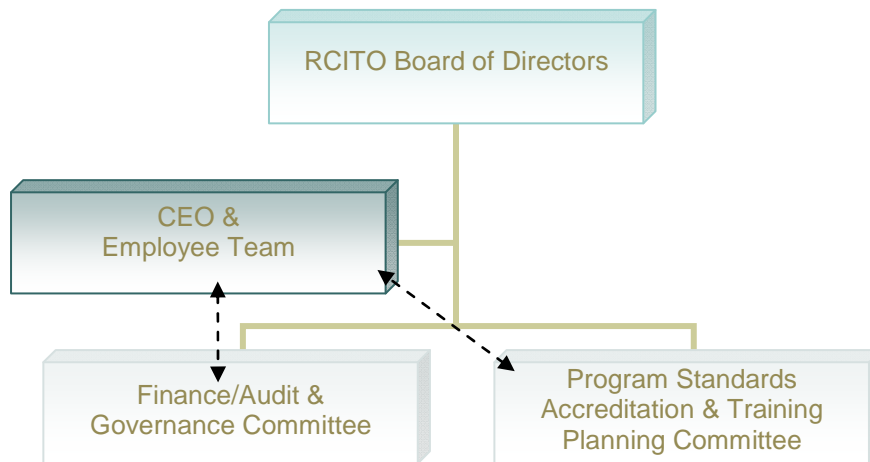 RCITO Board of Directors
CEO &
Employee Team
Finance/Audit &
Governance Committee
Program Standards
Accreditation & Training
Planning Committee